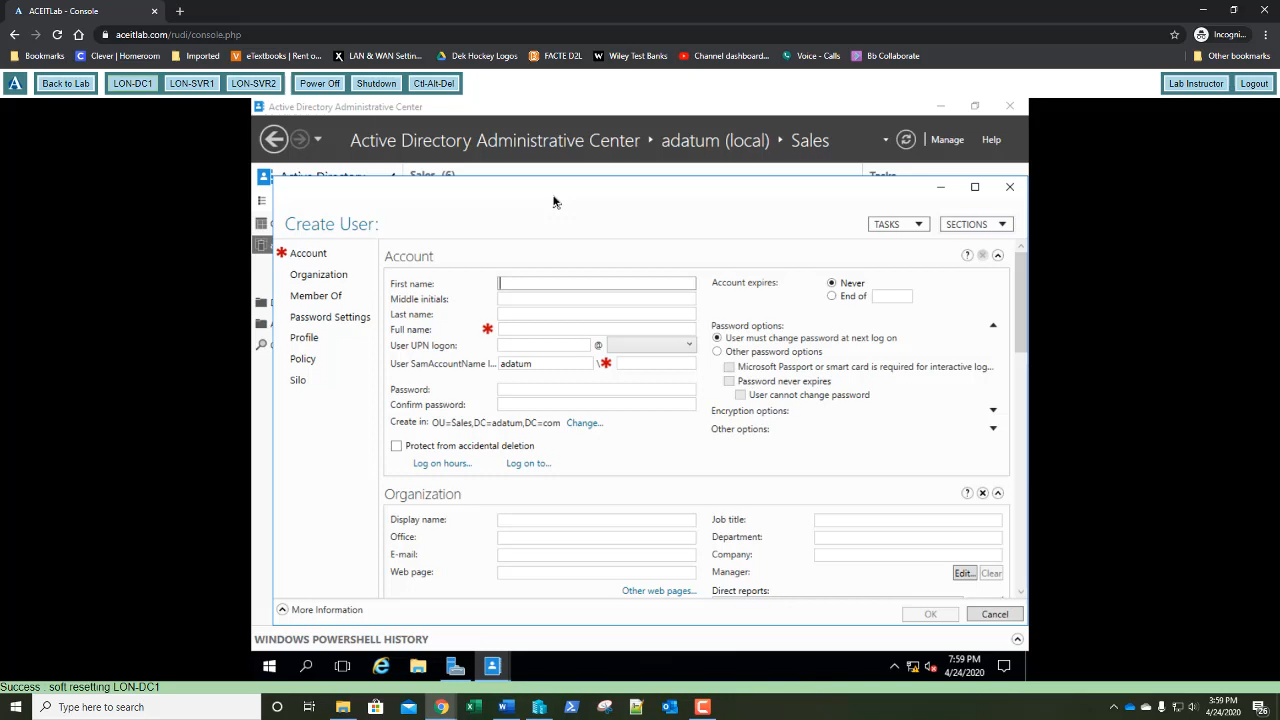 ACEITLab - Console
aceitlab.com/rudi/console.php
Incogni...
Bookmarks
Clever | Homeroom
Imported
eTextbooks | Rent o...
LAN & WAN Settin...
Dek Hockey Logos
FACTE D2L
Wiley Test Banks
Channel dashboard...
Voice - Calls
Bb Collaborate
Other bookmarks
A Back to Lab LON-DC1 LON-SVR1 LON-SVR2 Power Off Shutdown Ctl-Alt-Del Lab Instructor Logout
Active Directory Administrative Center
Active Directory Administrative Center adatum (local) Sales Manage Help
Active Directory Sales (6) Tasks
Create User: TASKS SECTIONS
Account
Organization
Member Of
Password Settings
Profile
Policy
Silo
Account
First name:
Middle initials:
Last name:
Full name:
User UPN logon: @
User SamAccountName l... adatum \
Password:
Confirm password:
Create in: OU=Sales,DC=adatum,DC=com Change...
Protect from accidental deletion
Log on hours... Log on to...
Account expires: Never
End of
Password options:
User must change password at next log on
Other password options
Microsoft Passport or smart card is required for interactive log...
Password never expires
User cannot change password
Encryption options:
Other options:
Organization
Display name:
Office:
E-mail:
Web page:
Other web pages...
Job title:
Department:
Company:
Manager: Edit... Clear
Direct reports:
More Information OK Cancel
WINDOWS POWERSHELL HISTORY
7:59 PM
4/24/2020
Success : soft resetting LON-DC1
Type here to search
3:59 PM
4/24/2020